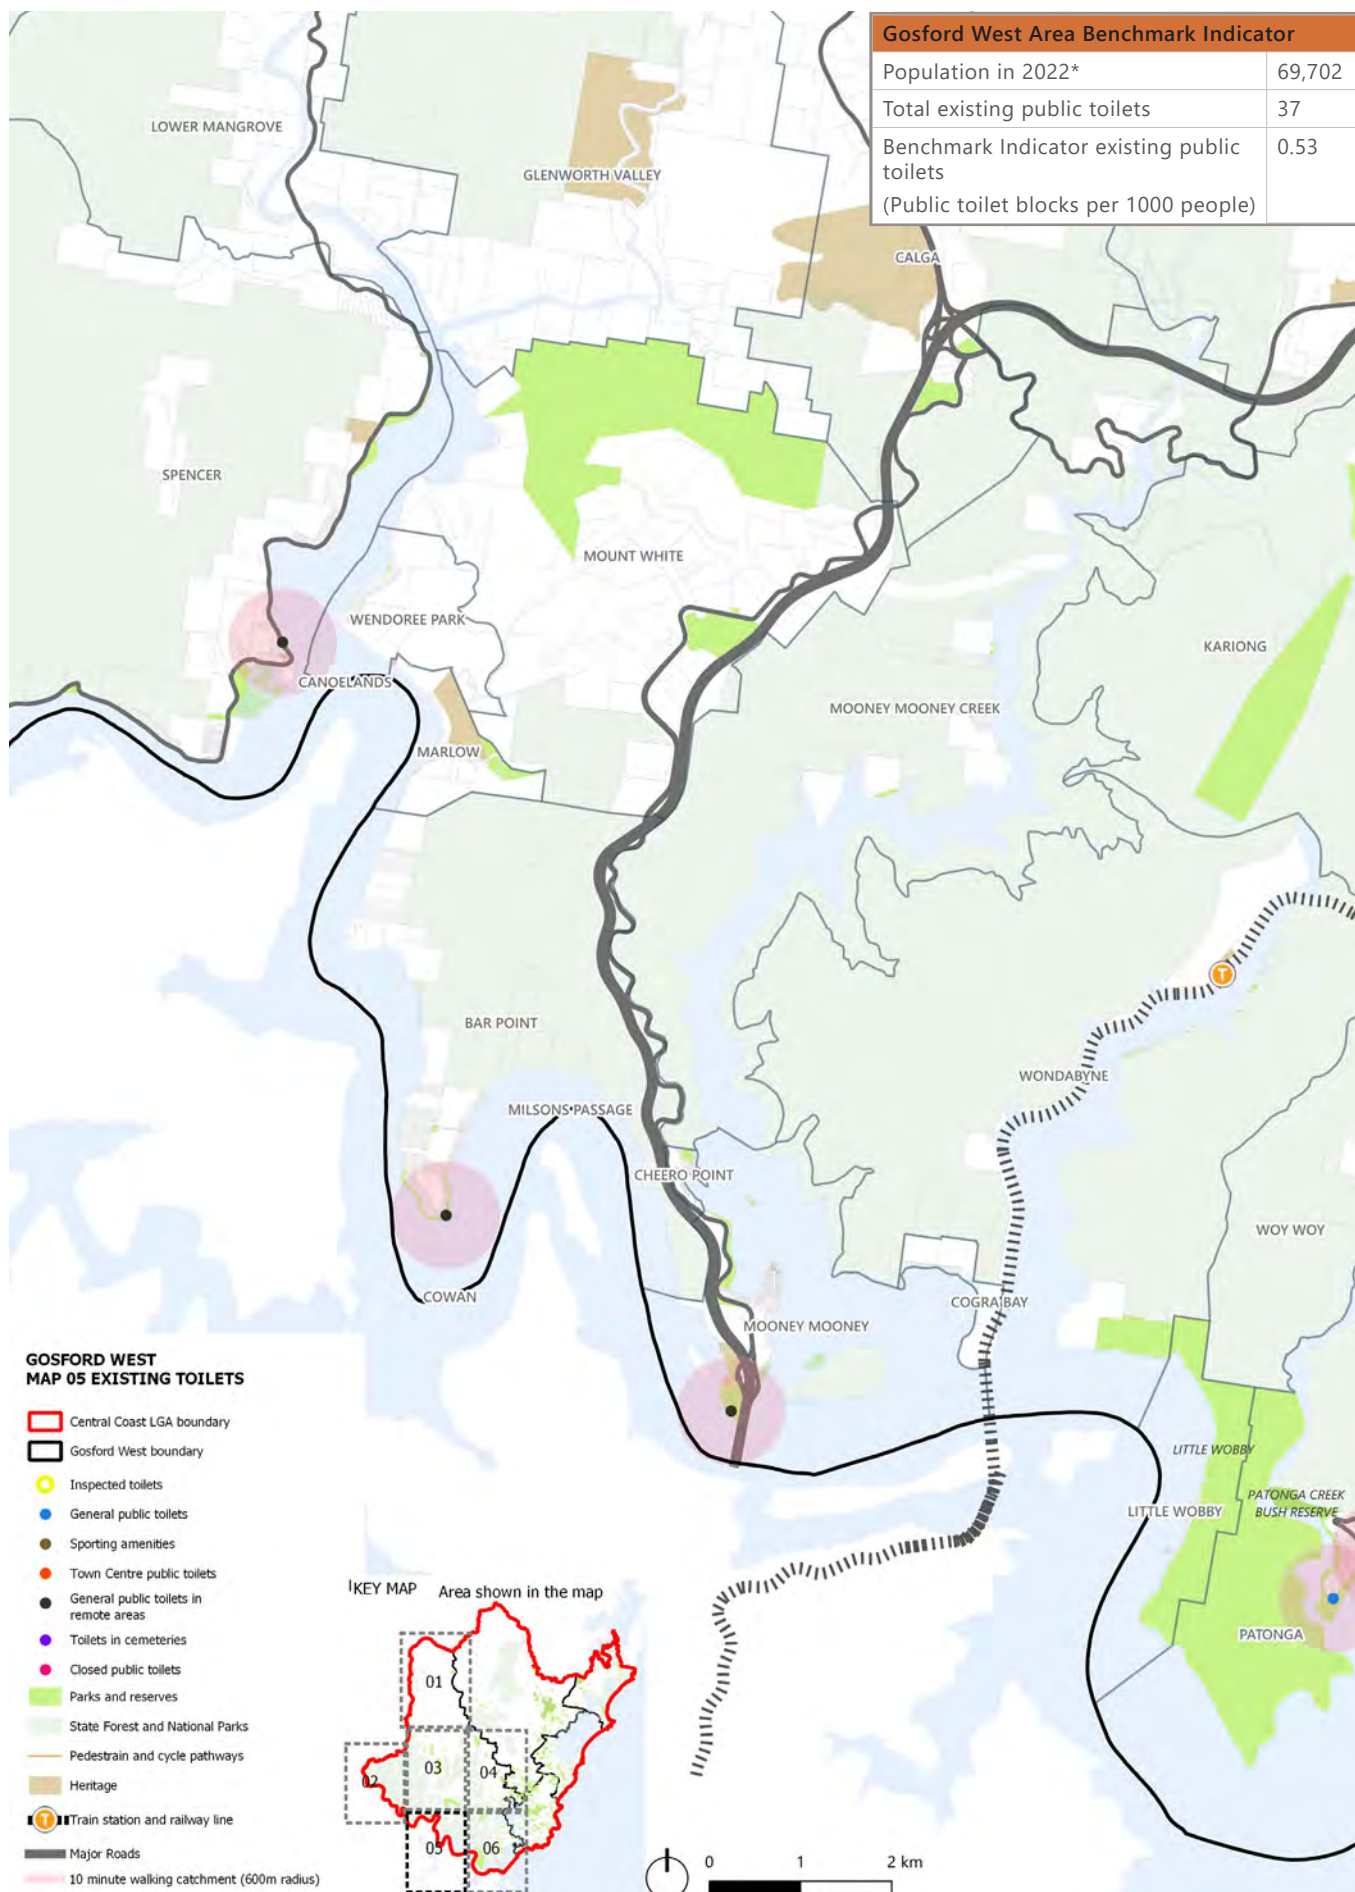 Gosford West Area Benchmark Indicator
Population in 2022* 69,702
Total existing public toilets 37
Benchmark Indicator existing public 0.53
toilets
(Public toilet blocks per 1000 people)
LOWER MANGROVE
GLENWORTH VALLEY
CALGA
SPENCER
MOUNT WHITE
WENDOREE PARK
KARIONG
CANOELANDS
MOONEY MOONEY CREEK
MARLOW
T
BAR POINT
WONDABYNE
MILSONS PASSAGE
CHEERO POINT
WOY WOY
COWAN
COGRA BAY
MOONEY MOONEY
LITTLE WOBBY
PATONGA CREEK
BUSH RESERVE
LITTLE WOBBY
PATONGA
GOSFORD WEST
MAP 05 EXISTING TOILETS
Central Coast LGA boundary
Gosford West boundary
Inspected toilets
General public toilets
Sporting amenities
Town Centre public toilets
General public toilets in
remote areas
Toilets in cemeteries
Closed public toilets
Parks and reserves
State Forest and National Parks
Pedestrain and cycle pathways
Heritage
T Train station and railway line
Major Roads
10 minute walking catchment (600m radius)
KEY MAP Area shown in the map
01
02
03
04
05
06
0 1 2 km